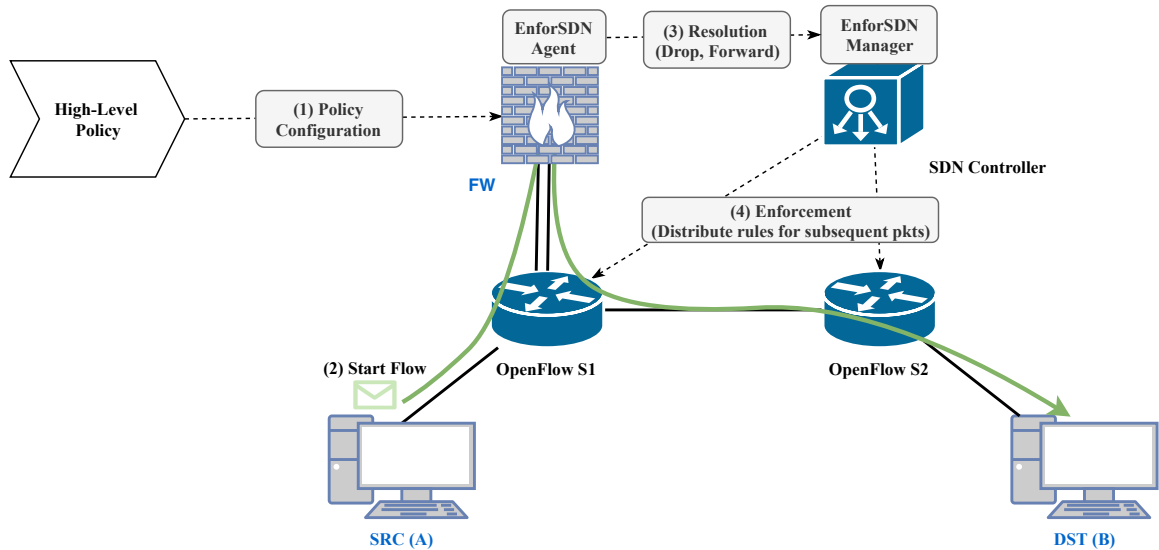 EnforSDN
Agent
(3) Resolution
(Drop, Forward)
EnforSDN
Manager
High-Level
Policy
(1) Policy
Configuration
FW
SDN Controller
(4) Enforcement
(Distribute rules for subsequent pkts)
(2) Start Flow
OpenFlow S1
OpenFlow S2
SRC (A)
DST (B)